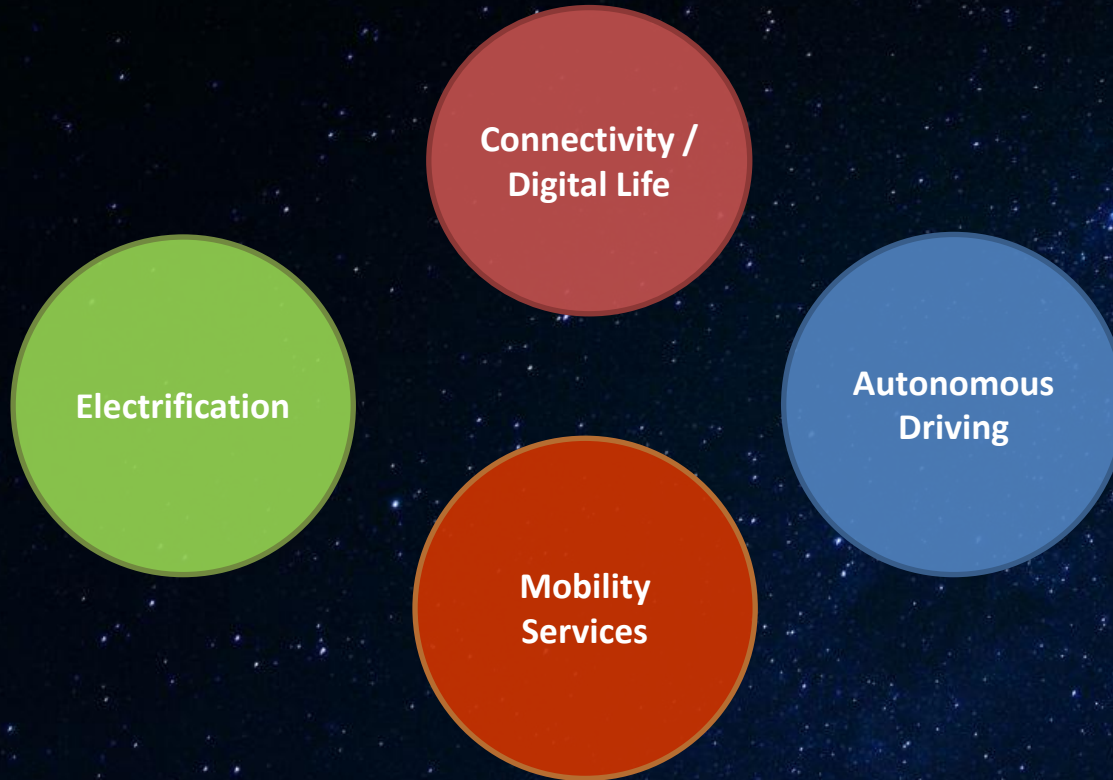 Connectivity /
Digital Life
Electrification
Autonomous
Driving
Mobility
Services